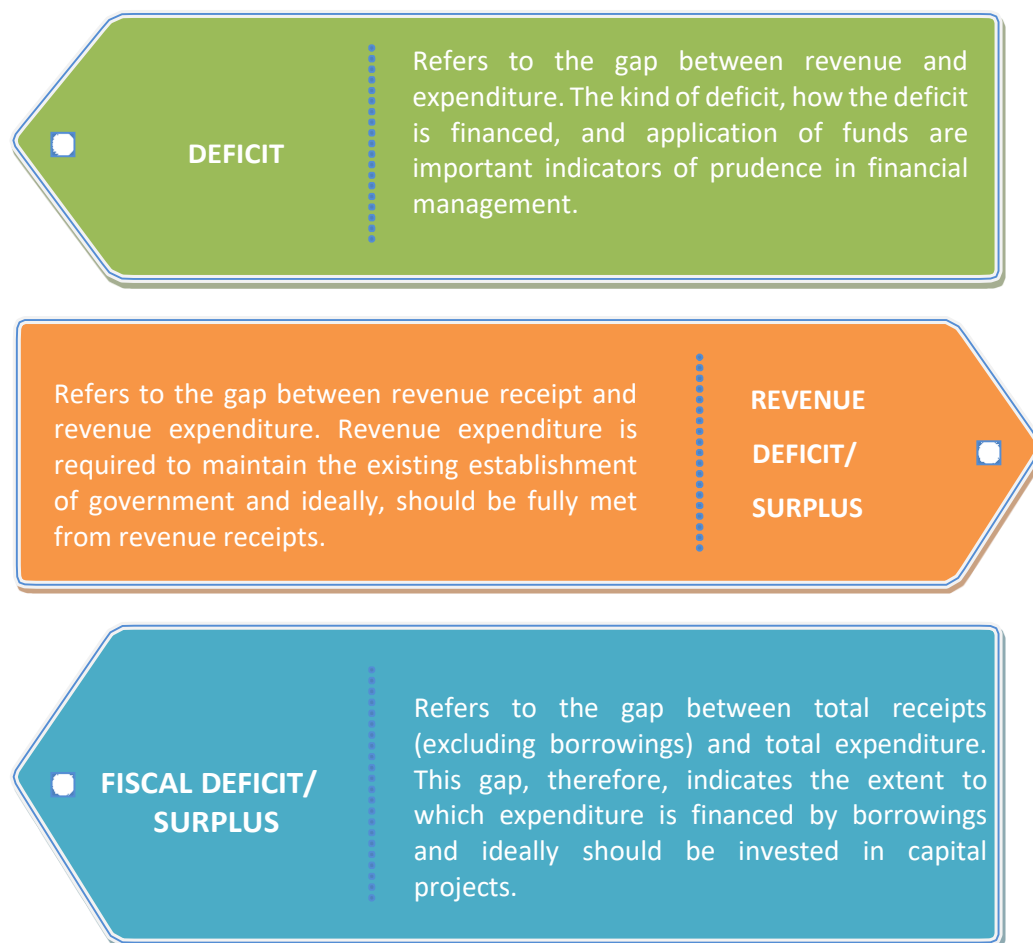 DEFICIT
Refers to the gap between revenue and
expenditure. The kind of deficit, how the deficit
is financed, and application of funds are
important indicators of prudence in financial
management.
Refers to the gap between revenue receipt and
revenue expenditure. Revenue expenditure is
required to maintain the existing establishment
of government and ideally, should be fully met
from revenue receipts.
REVENUE
DEFICIT/
SURPLUS
FISCAL DEFICIT/
SURPLUS
Refers to the gap between total receipts
(excluding borrowings) and total expenditure.
This gap, therefore, indicates the extent to
which expenditure is financed by borrowings
and ideally should be invested in capital
projects.